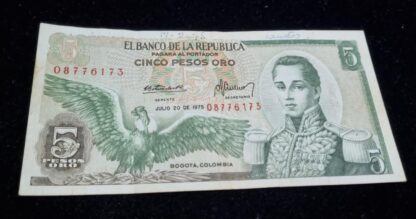 EL BANCO DE LA REPUBLICA
PAGARA AL PORTADOR
5 CINCO PESOS ORO 5
08776173
GERENTE SECRETARIO
JULIO 20 DE 1975 08776173
5
PESOS
ORO
BOGOTA, COLOMBIA
5